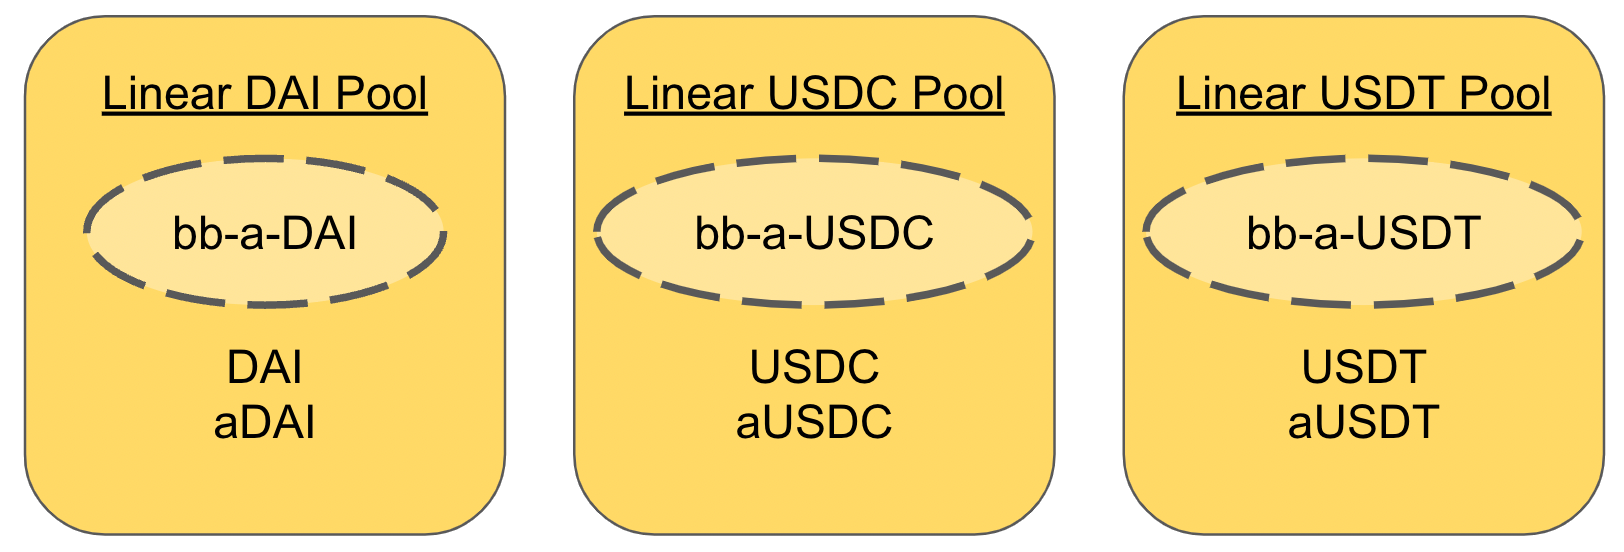 Linear DAI Pool
bb-a-DAI
DAI
aDAI
Linear USDC Pool
bb-a-USDC
USDC
aUSDC
Linear USDT Pool
bb-a-USDT
USDT
aUSDT